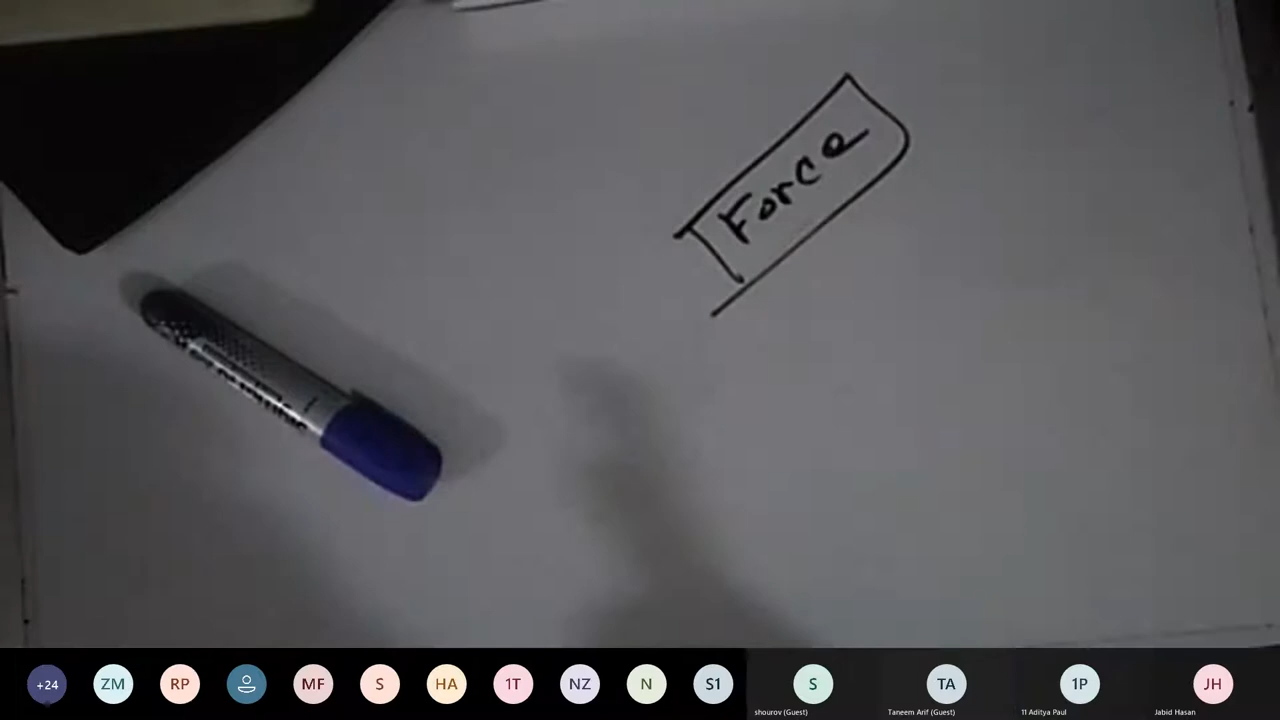 Force
+24
ZM
RP
MF
S
HA
1T
NZ
N
S1
S
TA
1P
JH
shourov (Guest)
Taneem Arif (Guest)
11 Aditya Paul
Jabid Hasan